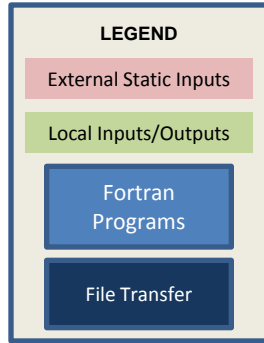 LEGEND
External Static Inputs
Local Inputs/Outputs
Fortran
Programs
File Transfer